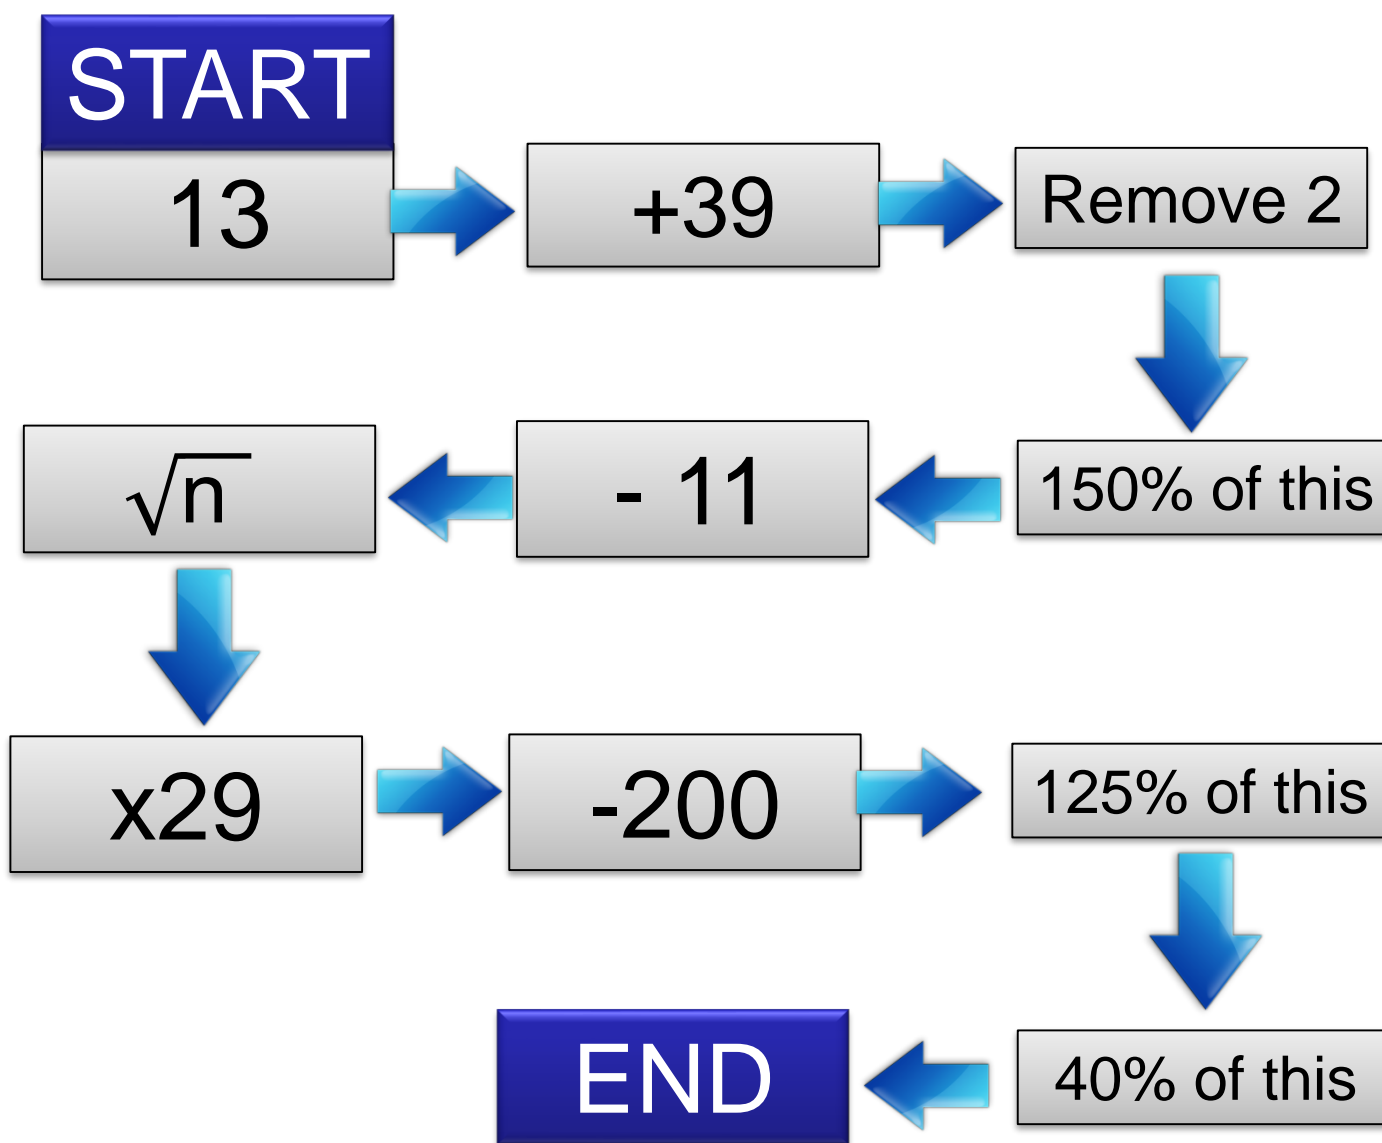 START
13
+39
Remove 2
150% of this
- 11
√n
x29
-200
125% of this
40% of this
END